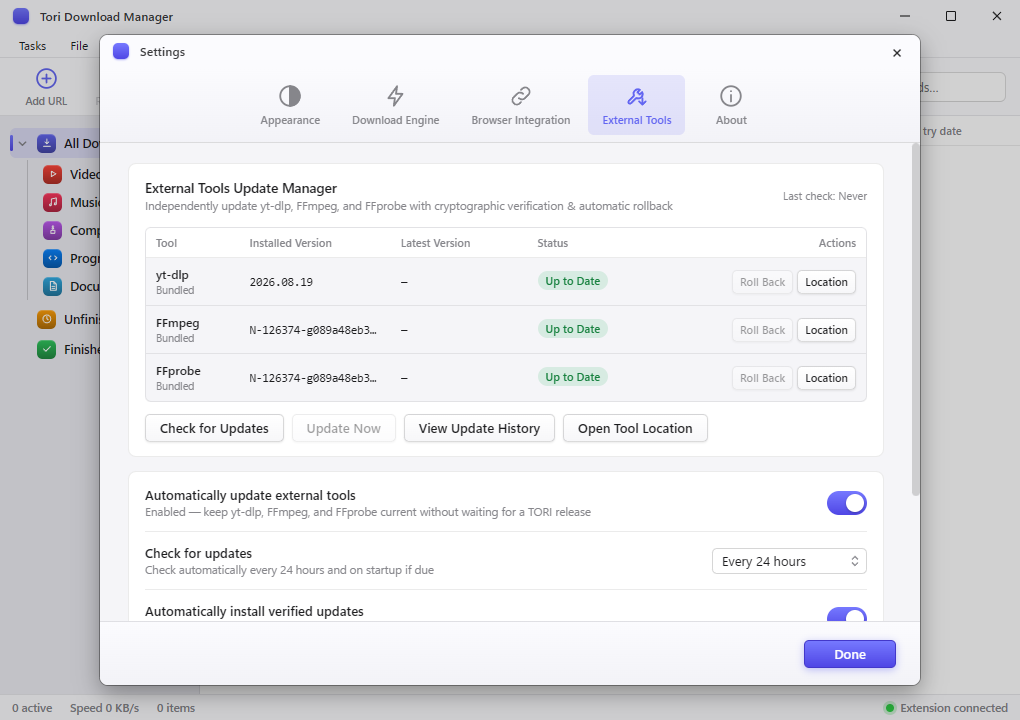 Tori Download Manager
Tasks File
Settings
Add URL
Appearance
Download Engine
Browser Integration
External Tools
About
ds...
try date
All Do
Video
Music
Comp
Progr
Docu
Unfini
Finishe
External Tools Update Manager
Independently update yt-dlp, FFmpeg, and FFprobe with cryptographic verification & automatic rollback
Last check: Never
Tool Installed Version Latest Version Status Actions
yt-dlp
Bundled
2026.08.19 — Up to Date Roll Back Location
FFmpeg
Bundled
N-126374-g089a48eb3… — Up to Date Roll Back Location
FFprobe
Bundled
N-126374-g089a48eb3… — Up to Date Roll Back Location
Check for Updates Update Now View Update History Open Tool Location
Automatically update external tools
Enabled — keep yt-dlp, FFmpeg, and FFprobe current without waiting for a TORI release
Check for updates
Check automatically every 24 hours and on startup if due
Every 24 hours
Automatically install verified updates
Done
0 active Speed 0 KB/s 0 items
Extension connected